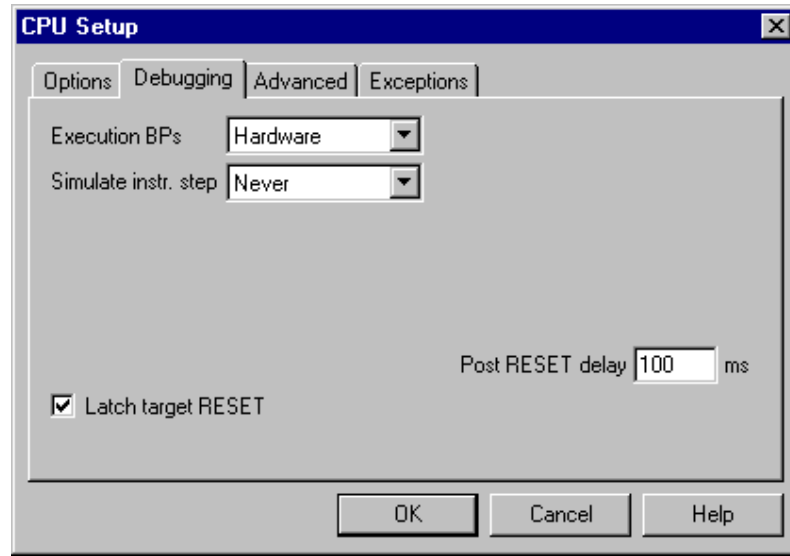 CPU Setup
Options Debugging Advanced Exceptions
Execution BPs Hardware
Simulate instr. step Never
Post RESET delay 100 ms
Latch target RESET
OK Cancel Help